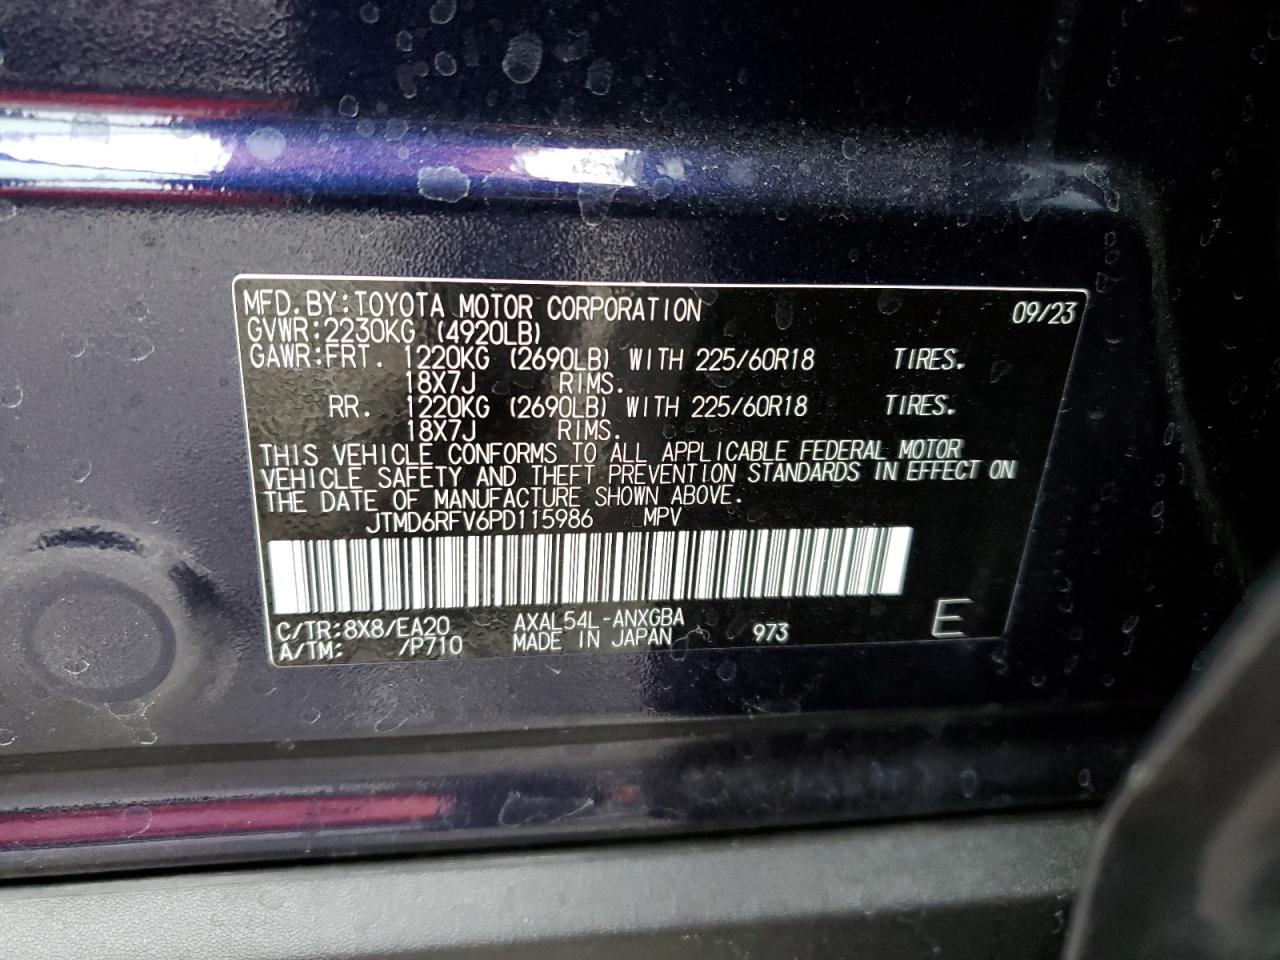 MFD.BY:TOYOTA MOTOR CORPORATION 09/23
GVWR:2230KG (4920LB)
GAWR:FRT. 1220KG (2690LB) WITH 225/60R18 TIRES.
18X7J RIMS.
RR. 1220KG (2690LB) WITH 225/60R18 TIRES.
18X7J RIMS.
THIS VEHICLE CONFORMS TO ALL APPLICABLE FEDERAL MOTOR
VEHICLE SAFETY AND THEFT PREVENTION STANDARDS IN EFFECT ON
THE DATE OF MANUFACTURE SHOWN ABOVE.
JTMD6RFV6PD115986 MPV
C/TR:8X8/EA20 AXAL54L-ANXGBA 973 E
A/TM: /P710 MADE IN JAPAN